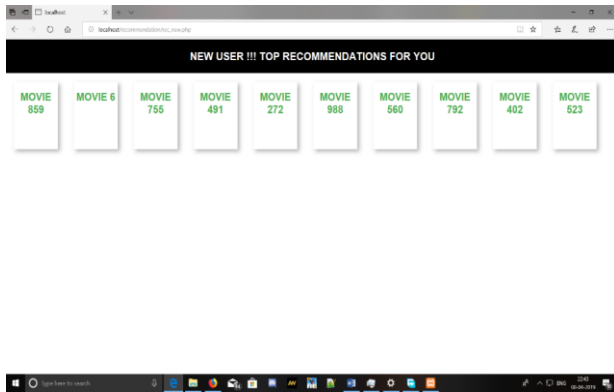 localhost
localhost/recommendation/rec_new.php
NEW USER !!! TOP RECOMMENDATIONS FOR YOU
MOVIE 859
MOVIE 6
MOVIE 755
MOVIE 491
MOVIE 272
MOVIE 988
MOVIE 560
MOVIE 792
MOVIE 402
MOVIE 523
Type here to search
ENG